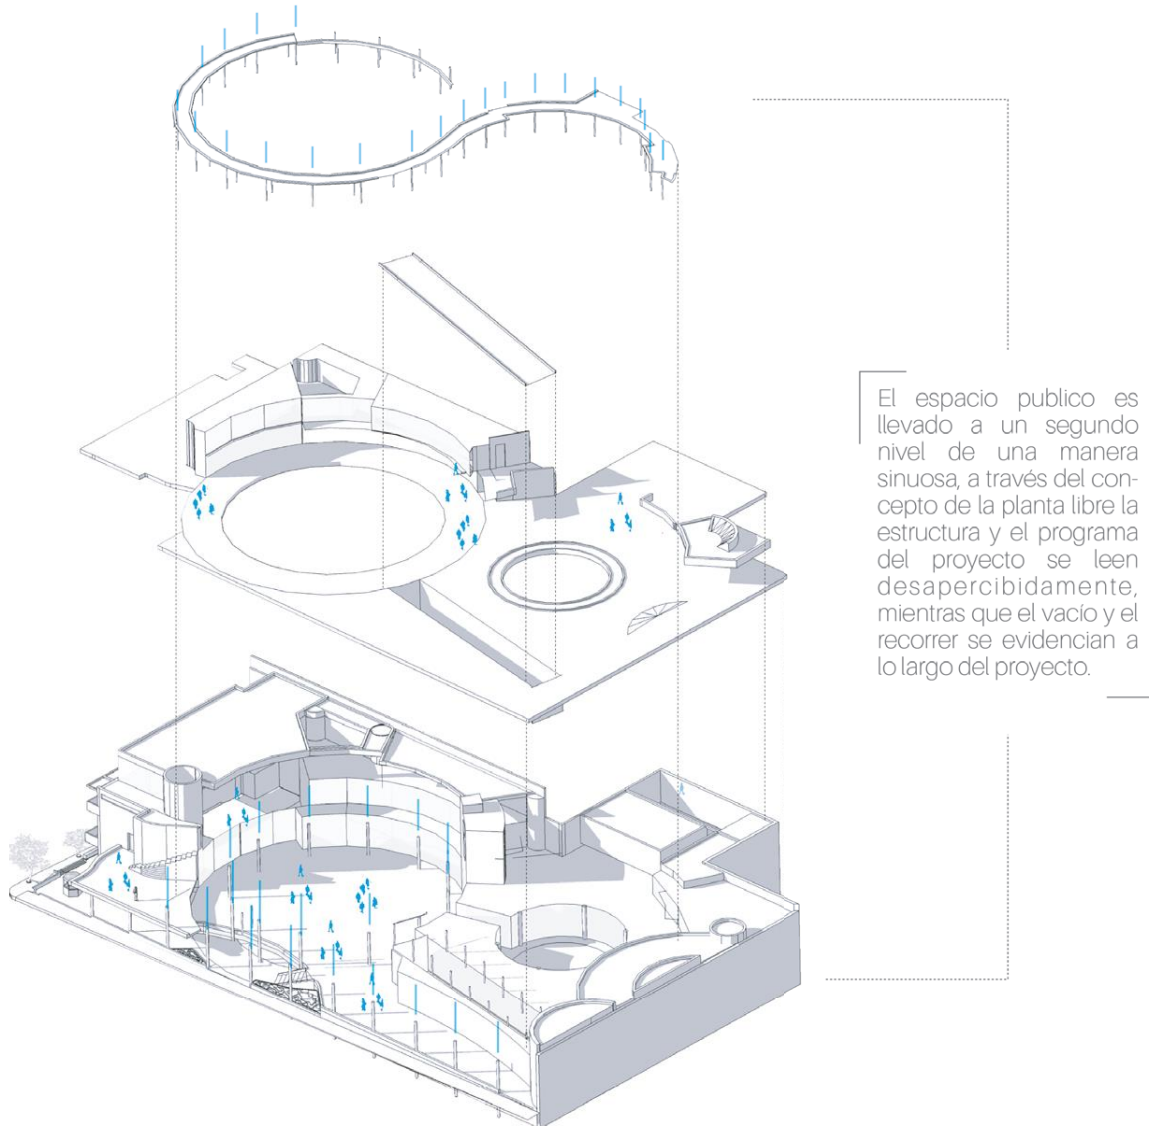 El espacio publico es
llevado a un segundo
nivel de una manera
sinuosa, a través del con-
cepto de la planta libre la
estructura y el programa
del proyecto se leen
desapercibidamente,
mientras que el vacío y el
recorrer se evidencian a
lo largo del proyecto.